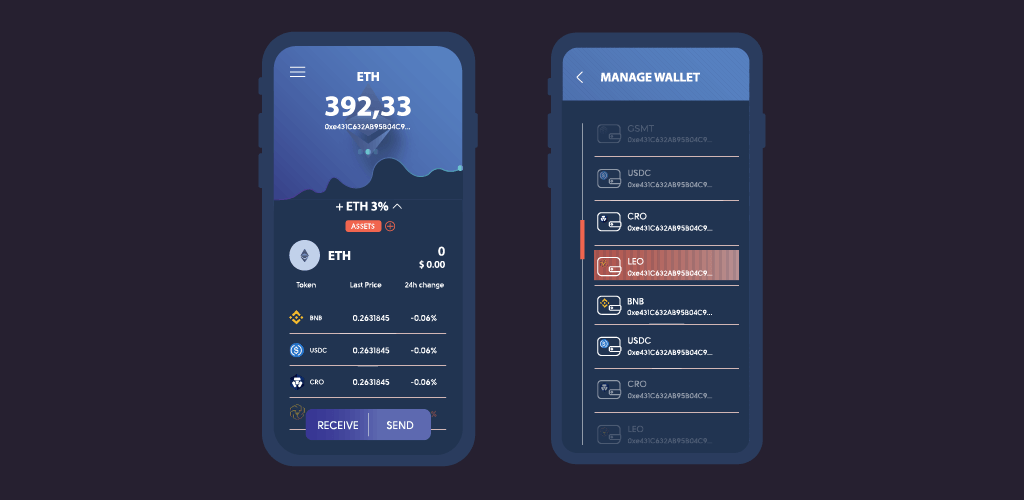 ETH
392,33
0xe431C632AB95B04C9...
+ ETH 3%
ASSETS
ETH
0
$ 0.00
Token Last Price 24h change
BNB 0.2631845 -0.06%
USDC 0.2631845 -0.06%
CRO 0.2631845 -0.06%
RECEIVE SEND
MANAGE WALLET
GSMT
0xe431C632AB95B04C9...
USDC
0xe431C632AB95B04C9...
CRO
0xe431C632AB95B04C9...
LEO
0xe431C632AB95B04C9...
BNB
0xe431C632AB95B04C9...
USDC
0xe431C632AB95B04C9...
CRO
0xe431C632AB95B04C9...
LEO
0xe431C632AB95B04C9...